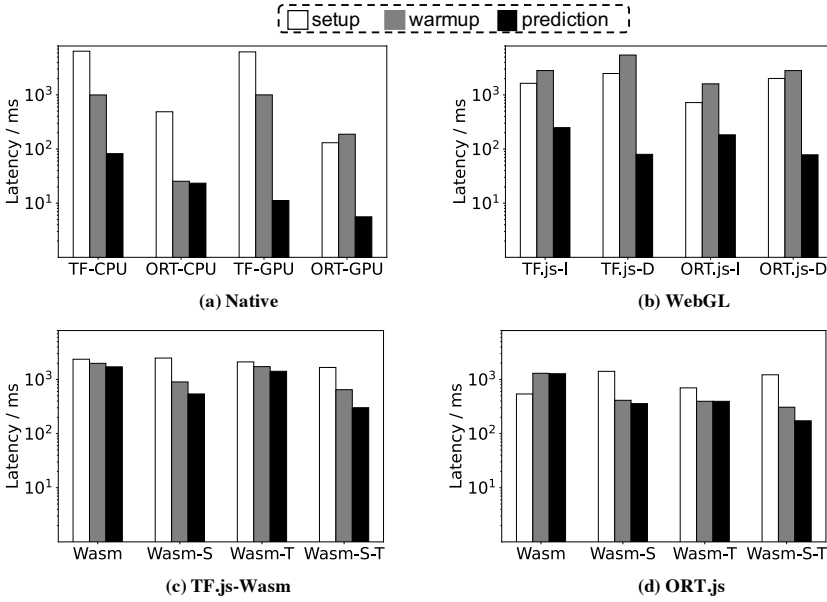 setup warmup prediction
Latency / ms
10^3
10^2
10^1
TF-CPU ORT-CPU TF-GPU ORT-GPU
(a) Native
Latency / ms
10^3
10^2
10^1
TF.js-I TF.js-D ORT.js-I ORT.js-D
(b) WebGL
Latency / ms
10^3
10^2
10^1
Wasm Wasm-S Wasm-T Wasm-S-T
(c) TF.js-Wasm
Latency / ms
10^3
10^2
10^1
Wasm Wasm-S Wasm-T Wasm-S-T
(d) ORT.js